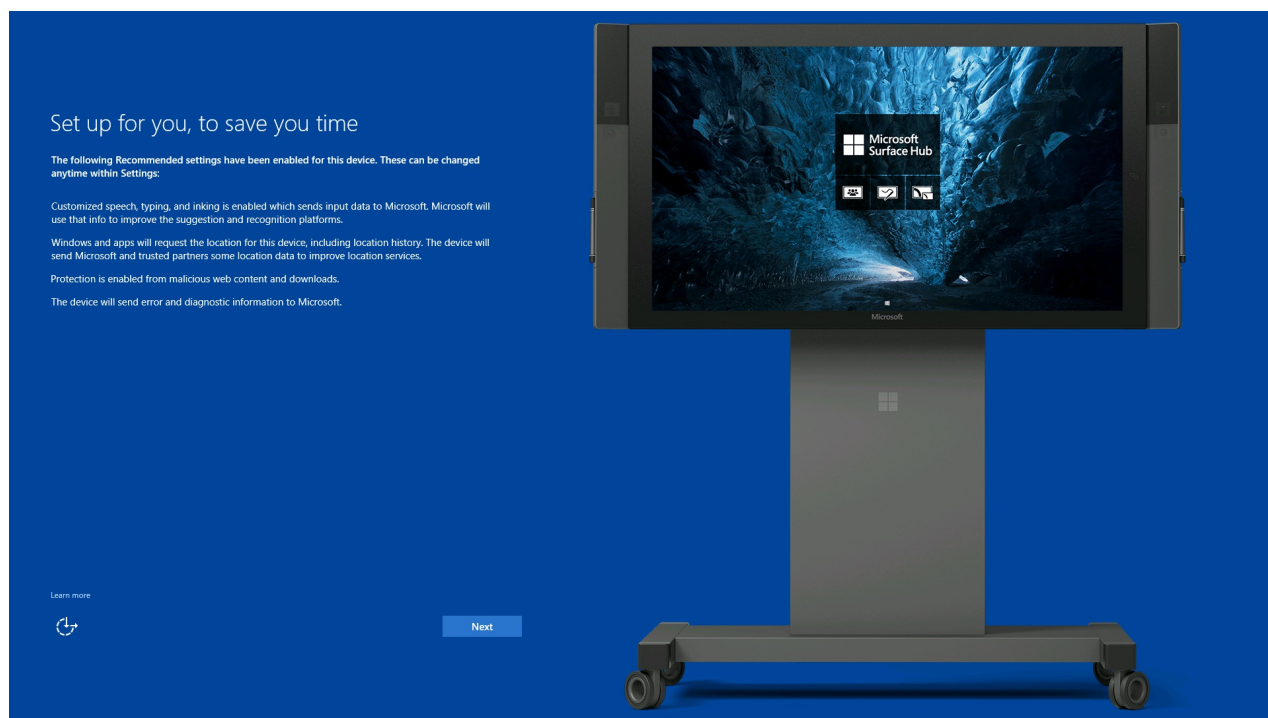 Set up for you, to save you time
The following Recommended settings have been enabled for this device. These can be changed
anytime within Settings:
Customized speech, typing, and inking is enabled which sends input data to Microsoft. Microsoft will
use that info to improve the suggestion and recognition platforms.
Windows and apps will request the location for this device, including location history. The device will
send Microsoft and trusted partners some location data to improve location services.
Protection is enabled from malicious web content and downloads.
The device will send error and diagnostic information to Microsoft.
Learn more
Next
Microsoft
Surface Hub
Microsoft